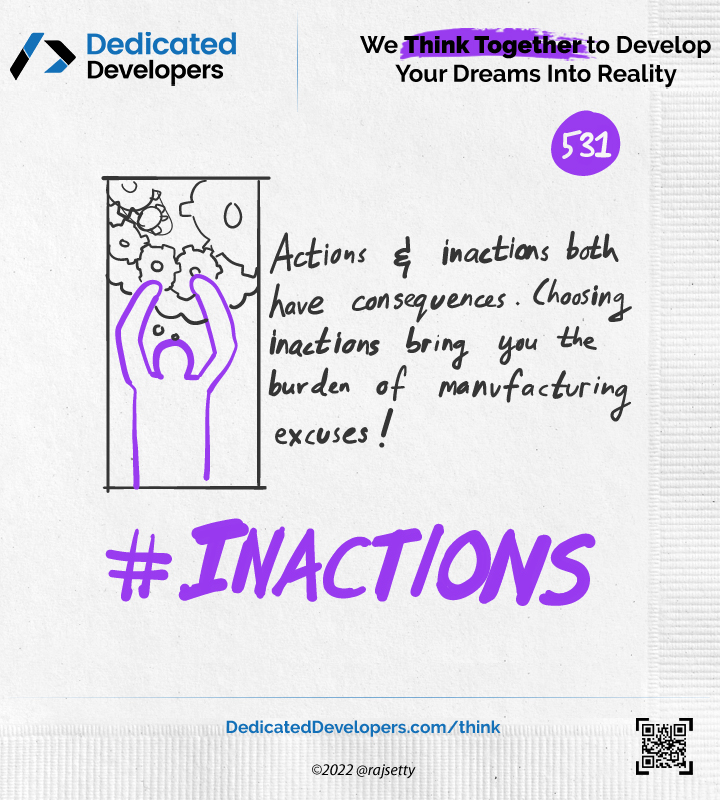 Dedicated
Developers
We Think Together to Develop
Your Dreams Into Reality
531
Actions & inactions both
have consequences. Choosing
inactions bring you the
burden of manufacturing
excuses!
#INACTIONS
DedicatedDevelopers.com/think
©2022 @rajsetty